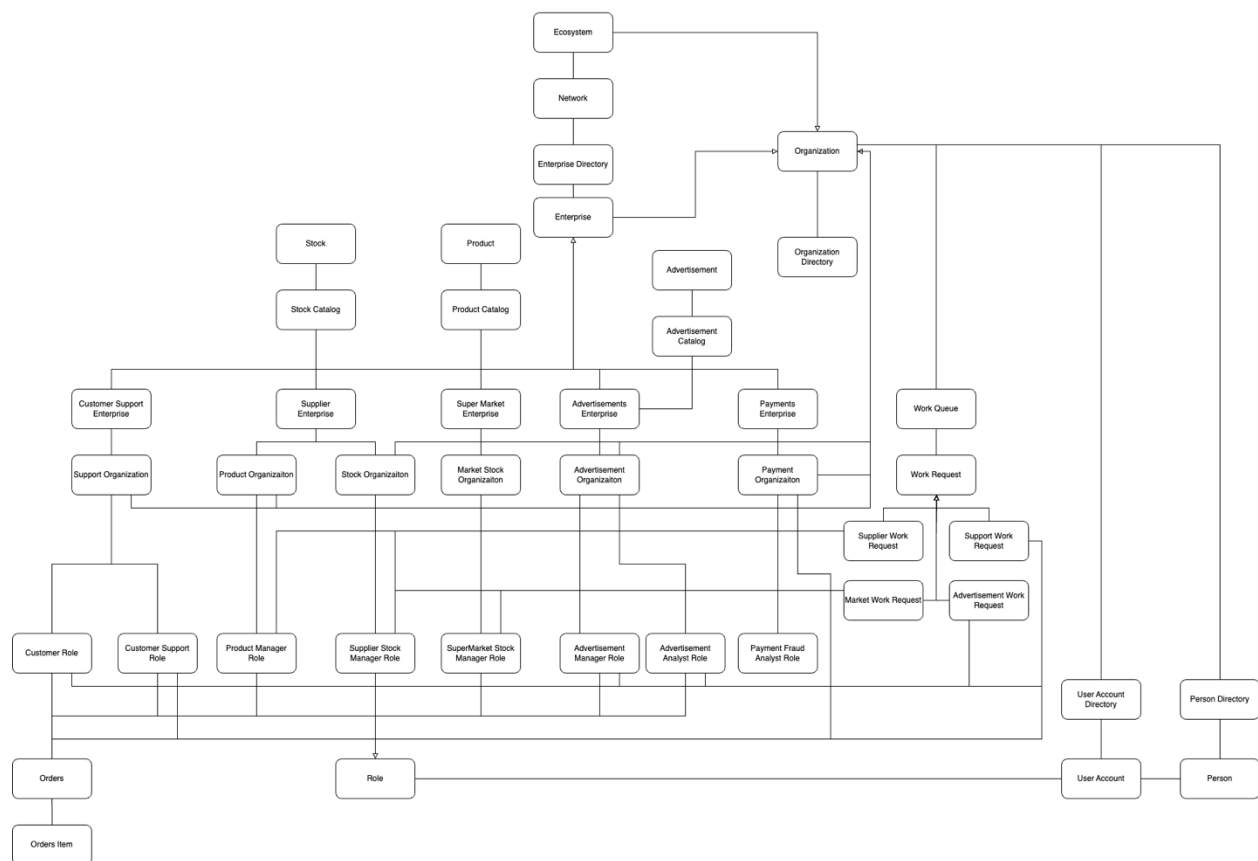 Ecosystem
Network
Organization
Enterprise Directory
Enterprise
Stock
Product
Organization
Directory
Advertisement
Stock Catalog
Product Catalog
Advertisement
Catalog
Customer Support
Enterprise
Supplier
Enterprise
Super Market
Enterprise
Advertisements
Enterprise
Payments
Enterprise
Work Queue
Support Organization
Product Organizaiton
Stock Organizaiton
Market Stock
Organizaiton
Advertisement
Organizaiton
Payment
Organizaiton
Work Request
Supplier Work
Request
Support Work
Request
Market Work Request
Advertisement Work
Request
Customer Role
Customer Support
Role
Product Manager
Role
Supplier Stock
Manager Role
SuperMarket Stock
Manager Role
Advertisement
Manager Role
Advertisement
Analyst Role
Payment Fraud
Analyst Role
User Account
Directory
Person Directory
Orders
Role
User Account
Person
Orders Item